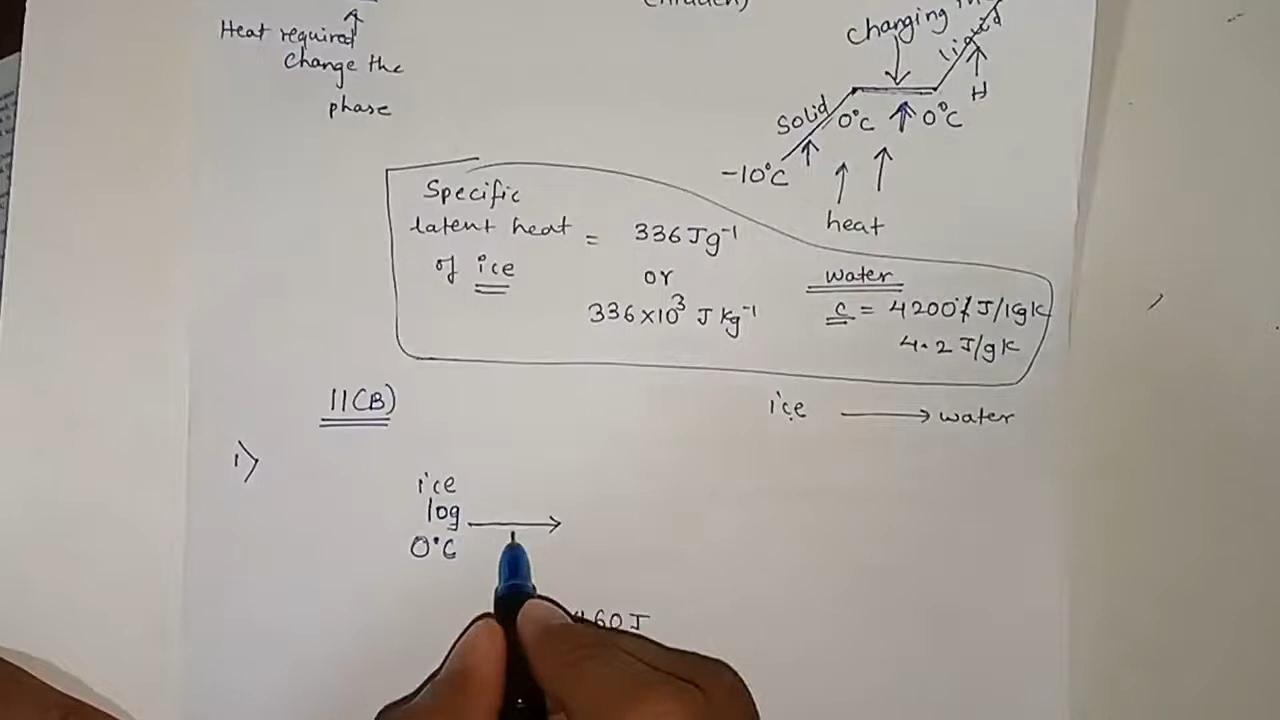 Heat required
change the
phase
changing
liquid
H
Solid
0°C
0°C
-10°C
heat
Specific
latent heat = 336 Jg⁻¹
of ice
or
336×10³ J kg⁻¹
water
c = 4200 J/kgk
4.2 J/gk
11(B)
ice → water
1)
ice
10g
0°C
460J